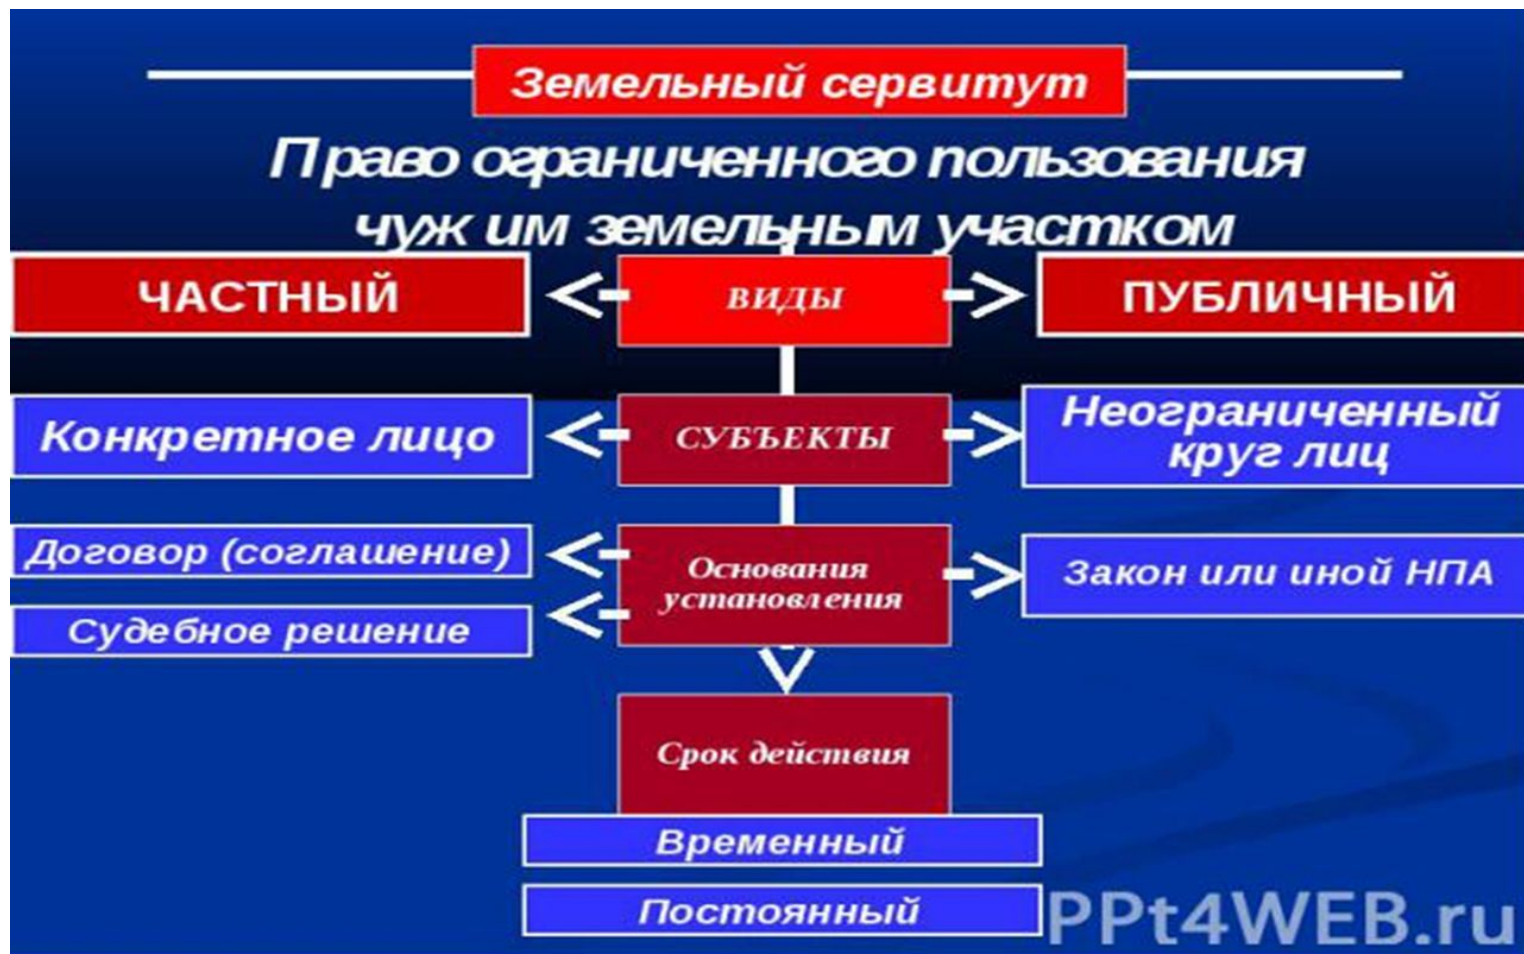 Земельный сервитут
Право ограниченного пользования
чужим земельным участком
ЧАСТНЫЙ
ВИДЫ
ПУБЛИЧНЫЙ
Конкретное лицо
СУБЪЕКТЫ
Неограниченный
круг лиц
Договор (соглашение)
Судебное решение
Основания
установления
Закон или иной НПА
Срок действия
Временный
Постоянный
PPt4WEB.ru